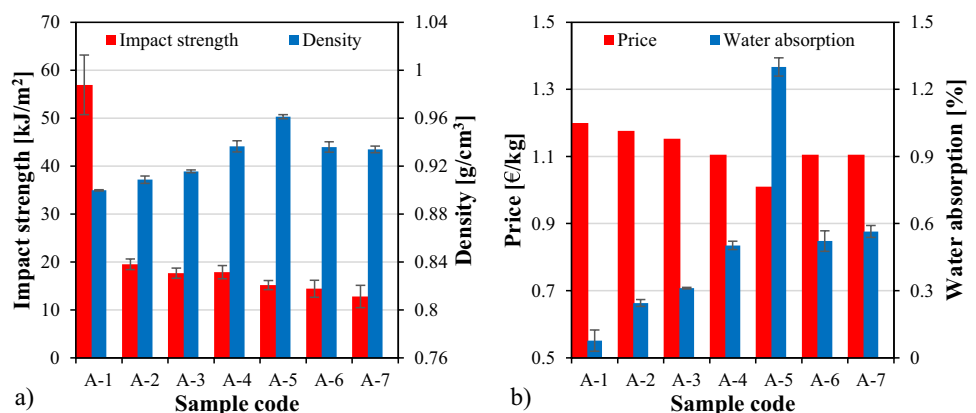 Impact strength Density
70
60
50
40
30
20
10
0
Impact strength [kJ/m²]
1.04
1
0.96
0.92
0.88
0.84
0.8
0.76
Density [g/cm³]
A-1 A-2 A-3 A-4 A-5 A-6 A-7
Sample code
a)
Price Water absorption
1.5
1.3
1.1
0.9
0.7
0.5
Price [€/kg]
1.5
1.2
0.9
0.6
0.3
0
Water absorption [%]
A-1 A-2 A-3 A-4 A-5 A-6 A-7
Sample code
b)